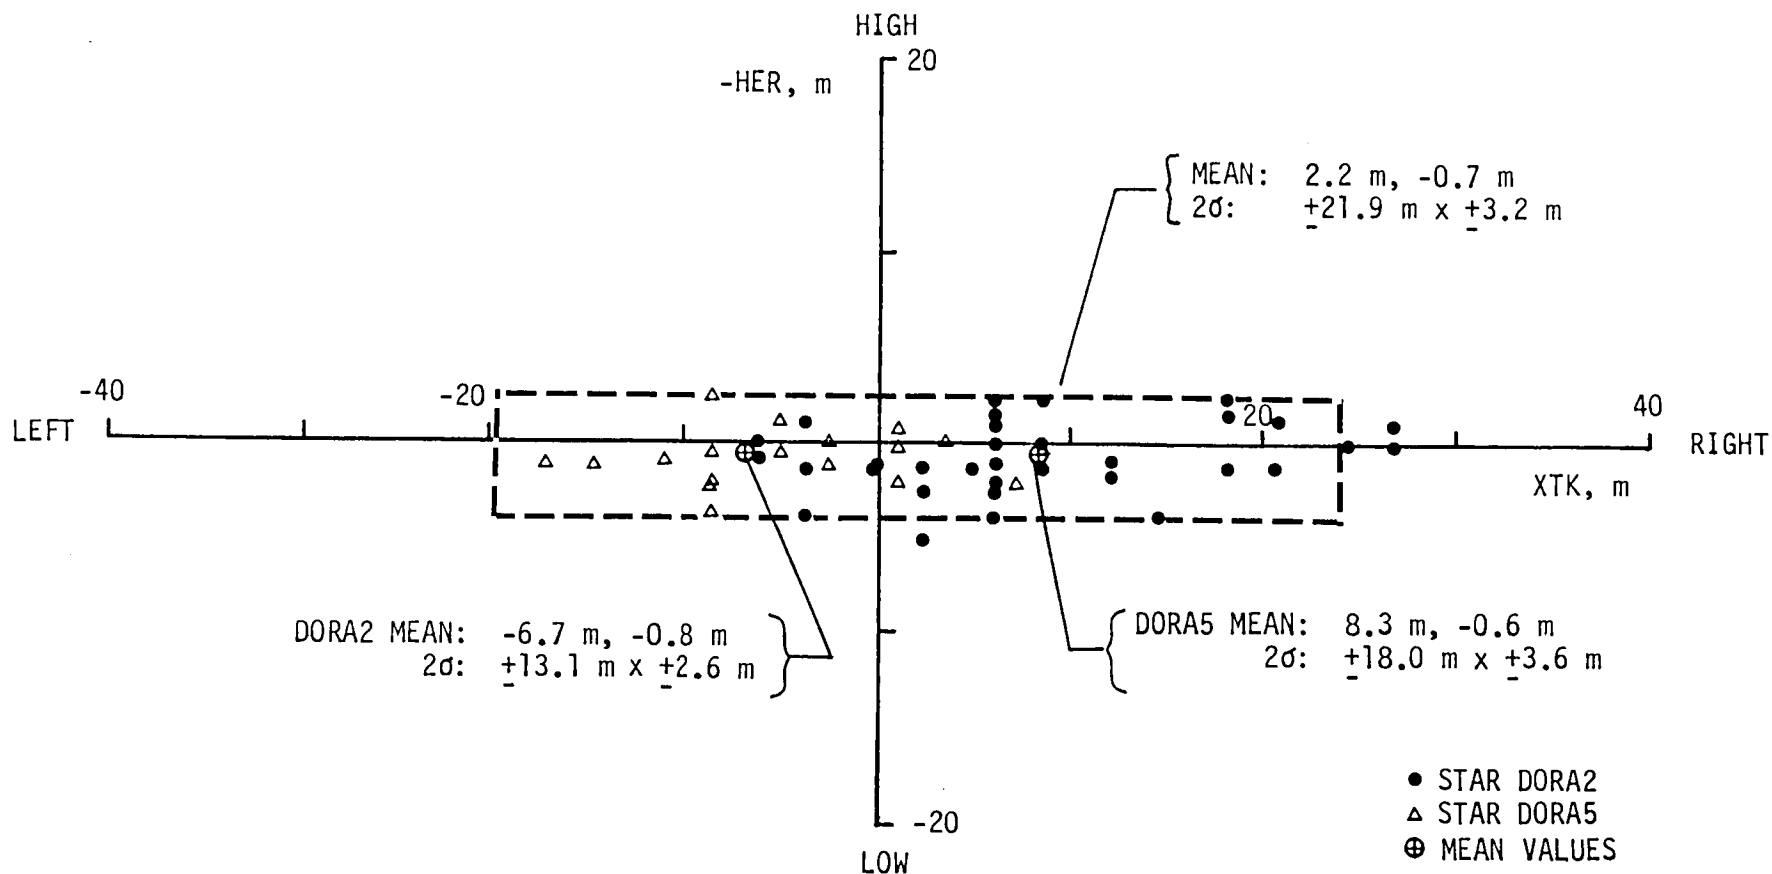 HIGH
20
-HER, m
MEAN: 2.2 m, -0.7 m
2σ: ±21.9 m x ±3.2 m
-40
-20
20
40
LEFT
RIGHT
XTK, m
DORA2 MEAN: -6.7 m, -0.8 m
2σ: ±13.1 m x ±2.6 m
DORA5 MEAN: 8.3 m, -0.6 m
2σ: ±18.0 m x ±3.6 m
-20
LOW
● STAR DORA2
△ STAR DORA5
⊕ MEAN VALUES